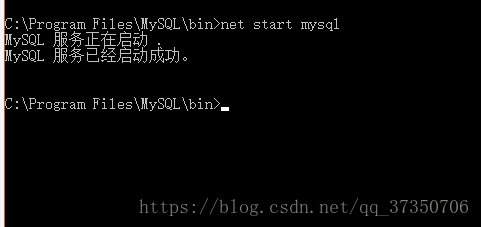 C:\Program Files\MySQL\bin>net start mysql
MySQL 服务正在启动 .
MySQL 服务已经启动成功。
C:\Program Files\MySQL\bin>
https://blog.csdn.net/qq_37350706